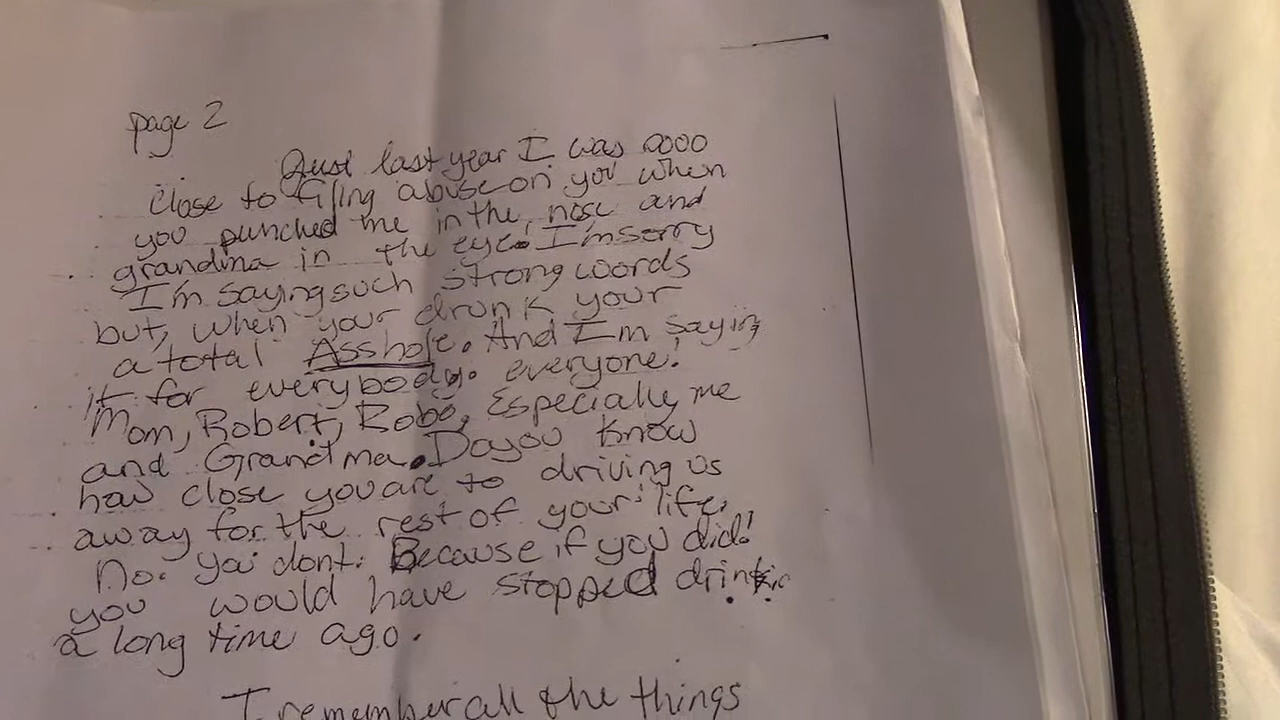 page 2
Just last year I was oooo
close to filing abuse on you when
you punched me in the nose and
grandma in the eye. I'm sorry
I'm saying such strong words
but, when your drunk your
a total Asshole. And I'm saying
it for everybody. everyone!
Mom, Robert, Robo, Especially me
and Grandma. Do you know
how close you are to driving us
away for the rest of your life.
No. you dont. Because if you did!
you would have stopped drinkin
a long time ago.
I remember all the things